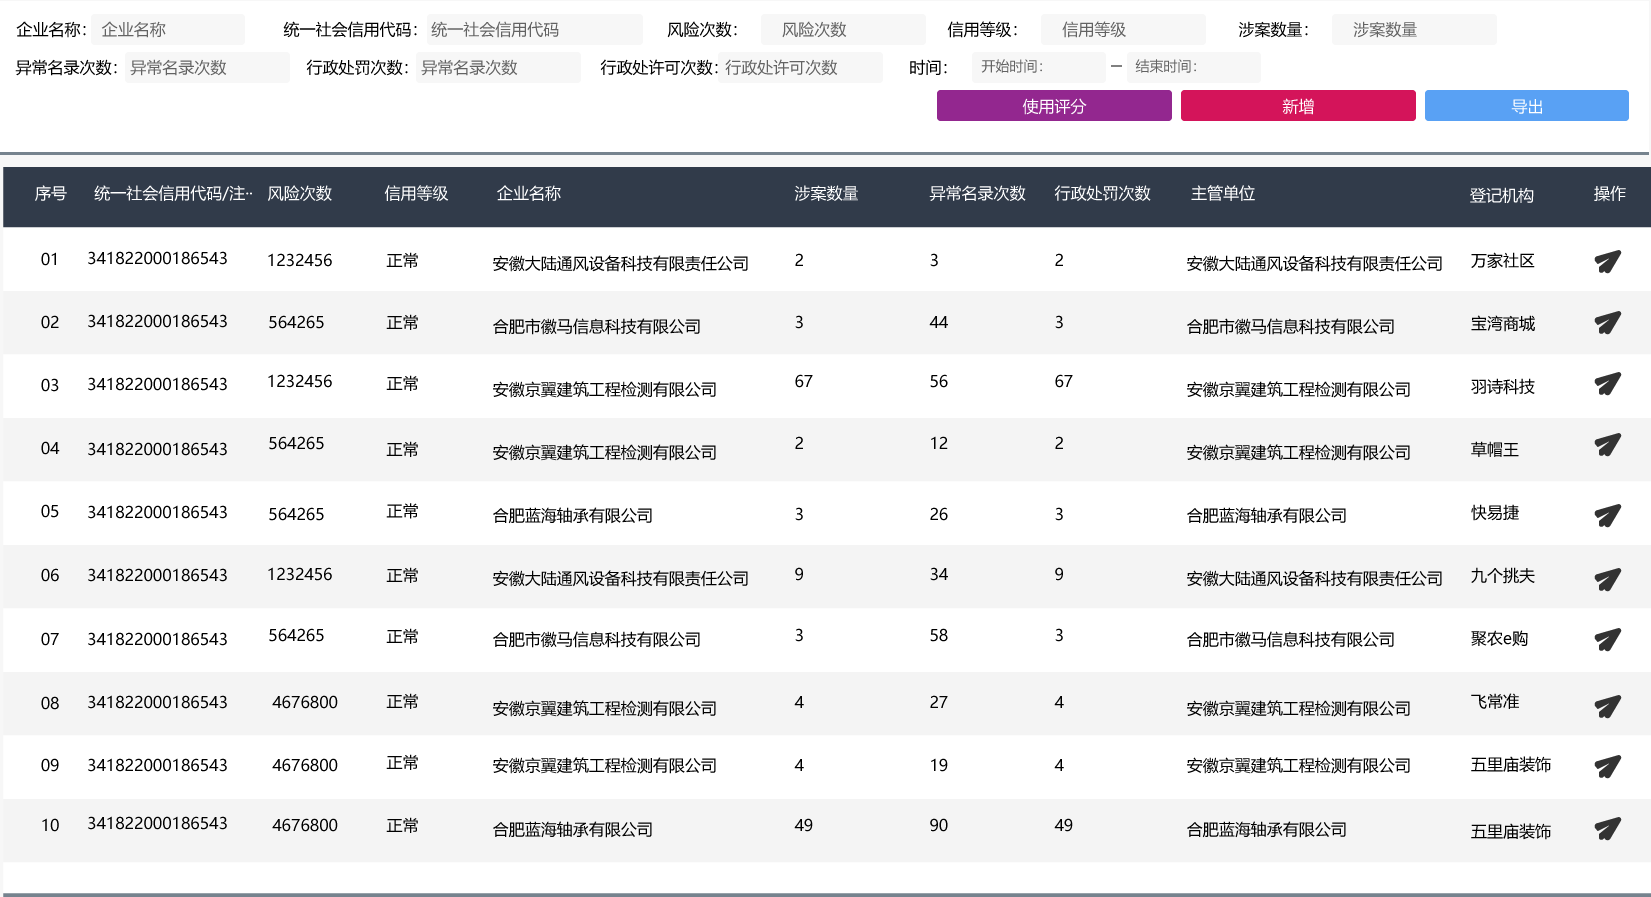 企业名称： 企业名称 统一社会信用代码： 统一社会信用代码 风险次数： 风险次数 信用等级： 信用等级 涉案数量： 涉案数量
异常名录次数： 异常名录次数 行政处罚次数： 异常名录次数 行政处许可次数： 行政处许可次数 时间： 开始时间： — 结束时间：
使用评分 新增 导出
序号 统一社会信用代码/注·· 风险次数 信用等级 企业名称 涉案数量 异常名录次数 行政处罚次数 主管单位 登记机构 操作
01 341822000186543 1232456 正常 安徽大陆通风设备科技有限责任公司 2 3 2 安徽大陆通风设备科技有限责任公司 万家社区
02 341822000186543 564265 正常 合肥市徽马信息科技有限公司 3 44 3 合肥市徽马信息科技有限公司 宝湾商城
03 341822000186543 1232456 正常 安徽京翼建筑工程检测有限公司 67 56 67 安徽京翼建筑工程检测有限公司 羽诗科技
04 341822000186543 564265 正常 安徽京翼建筑工程检测有限公司 2 12 2 安徽京翼建筑工程检测有限公司 草帽王
05 341822000186543 564265 正常 合肥蓝海轴承有限公司 3 26 3 合肥蓝海轴承有限公司 快易捷
06 341822000186543 1232456 正常 安徽大陆通风设备科技有限责任公司 9 34 9 安徽大陆通风设备科技有限责任公司 九个挑夫
07 341822000186543 564265 正常 合肥市徽马信息科技有限公司 3 58 3 合肥市徽马信息科技有限公司 聚农e购
08 341822000186543 4676800 正常 安徽京翼建筑工程检测有限公司 4 27 4 安徽京翼建筑工程检测有限公司 飞常准
09 341822000186543 4676800 正常 安徽京翼建筑工程检测有限公司 4 19 4 安徽京翼建筑工程检测有限公司 五里庙装饰
10 341822000186543 4676800 正常 合肥蓝海轴承有限公司 49 90 49 合肥蓝海轴承有限公司 五里庙装饰